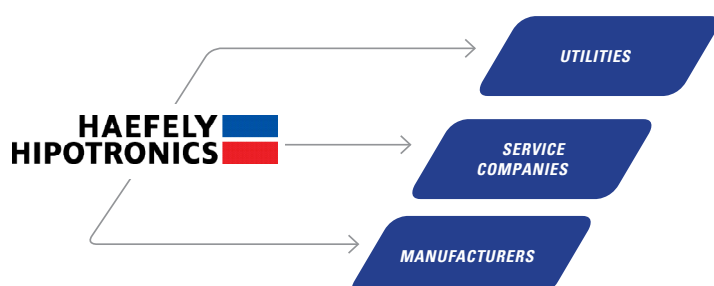 HAEFELY
HIPOTRONICS
UTILITIES
SERVICE
COMPANIES
MANUFACTURERS